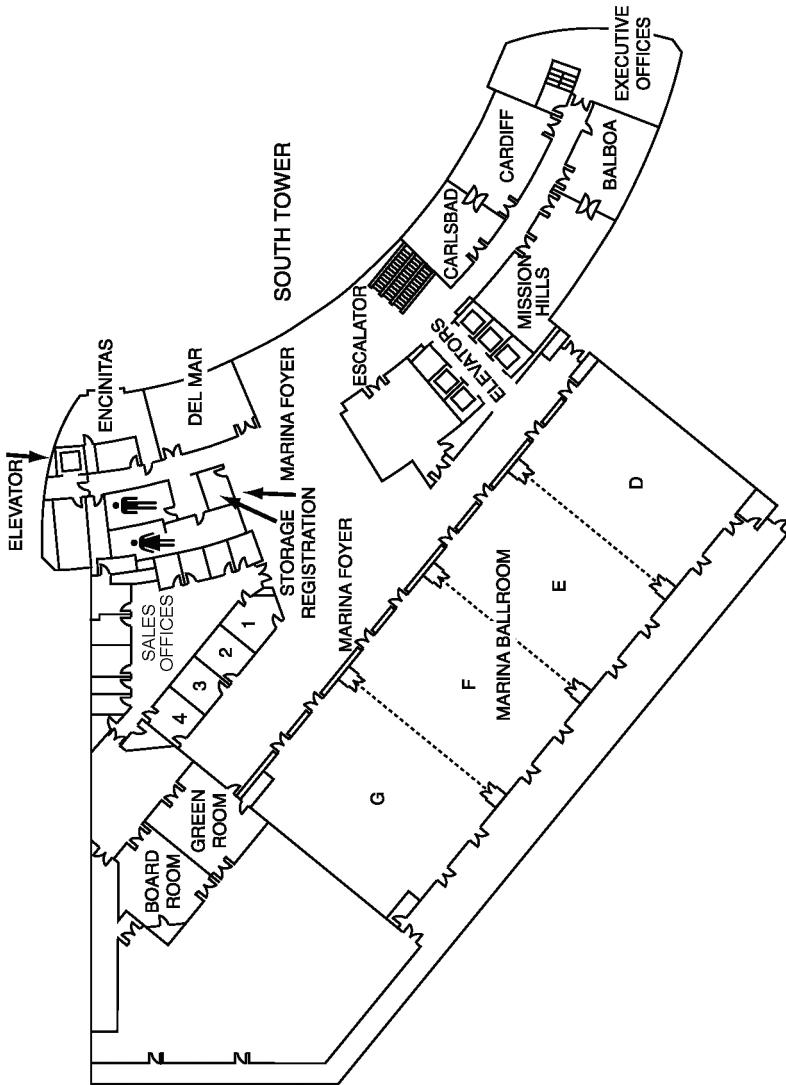 ELEVATOR
ENCINITAS
DEL MAR
SOUTH TOWER
MARINA FOYER
STORAGE
REGISTRATION
SALES
OFFICES
1
2
3
4
ESCALATOR
ELEVATORS
CARLSBAD
CARDIFF
EXECUTIVE
OFFICES
BALBOA
MISSION
HILLS
MARINA FOYER
BOARD
ROOM
GREEN
ROOM
MARINA BALLROOM
G
F
E
D